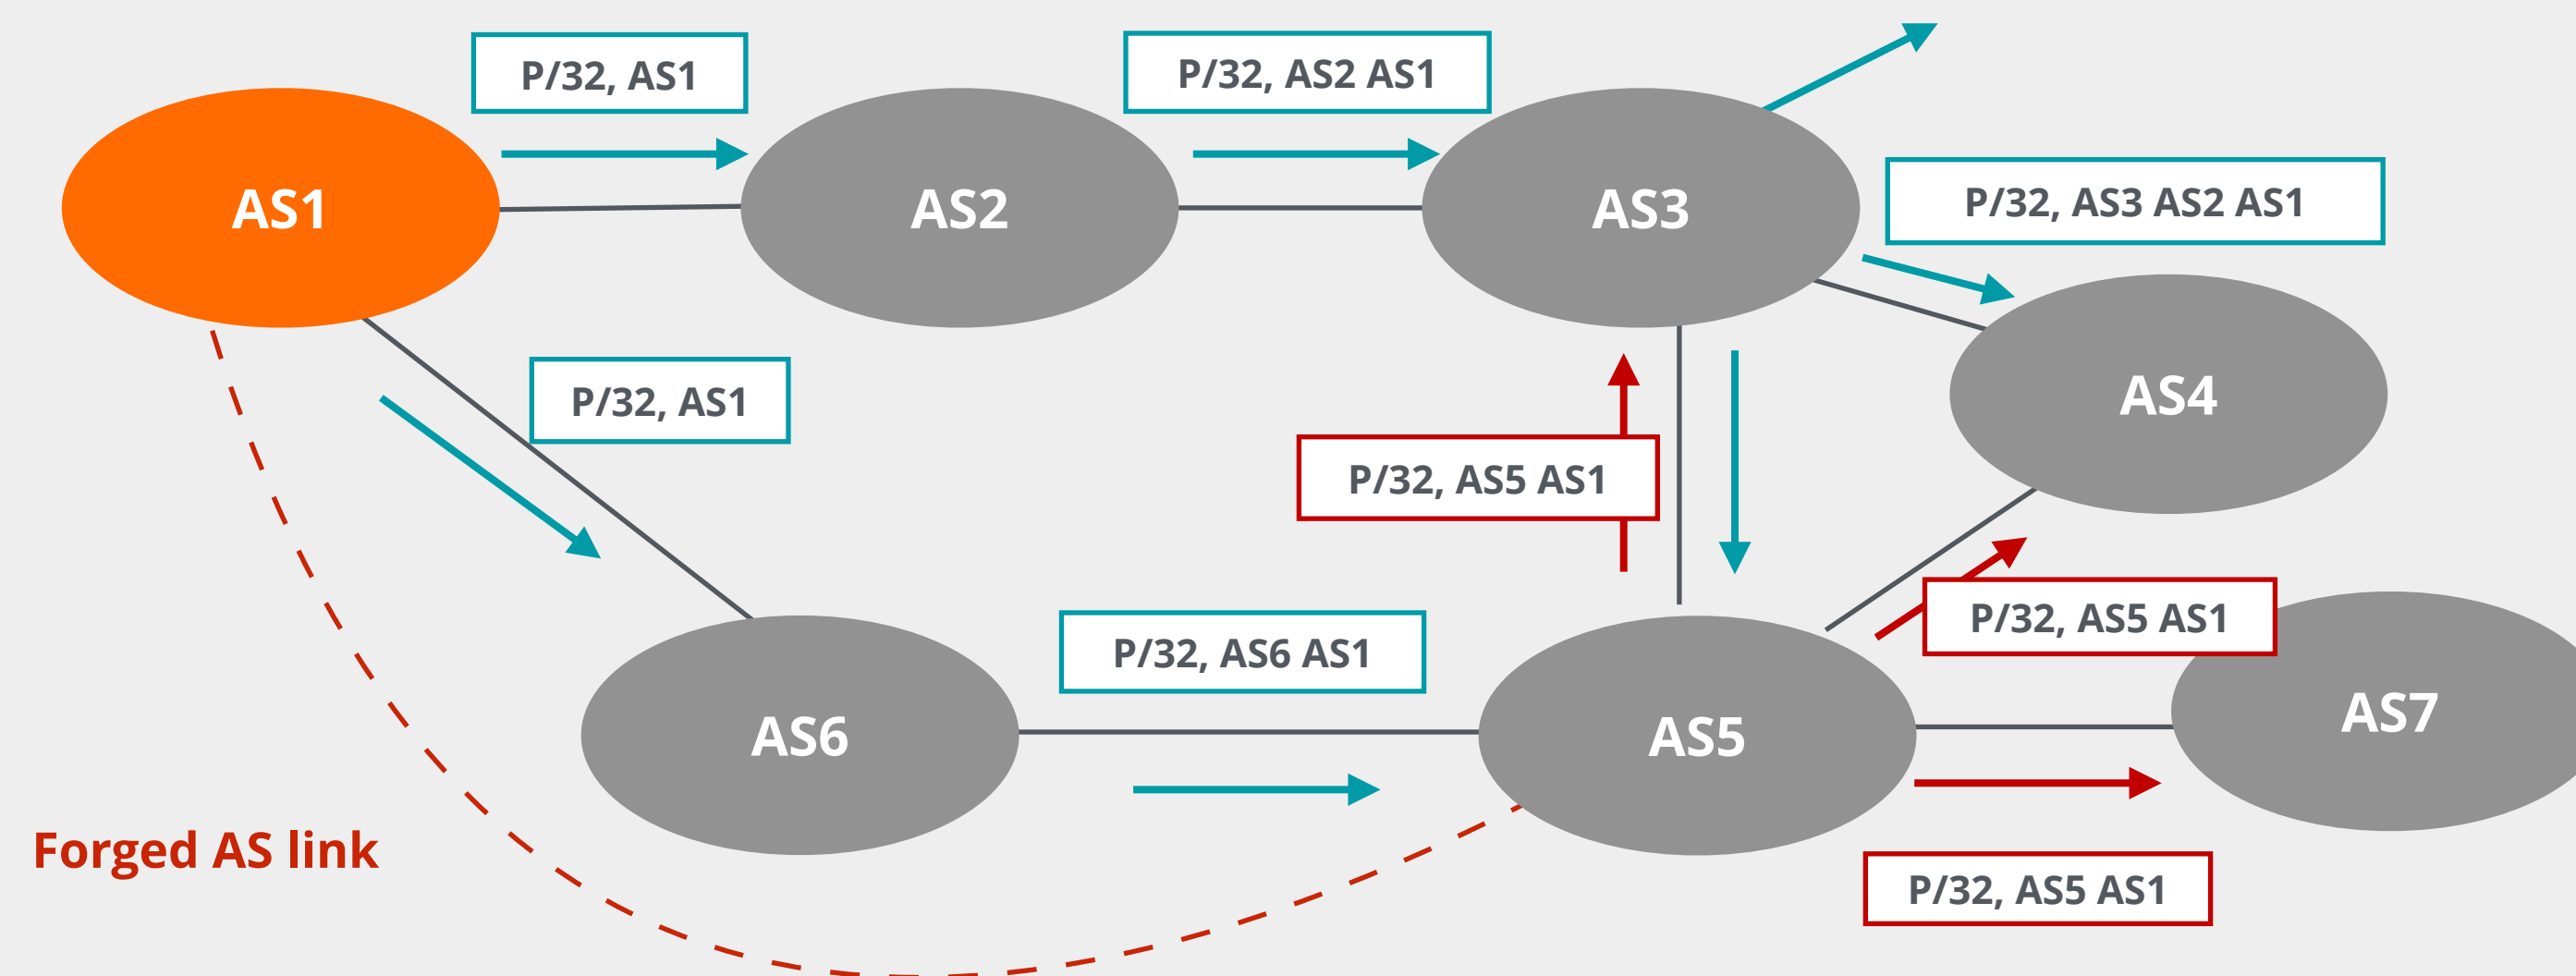 P/32, AS1
P/32, AS2 AS1
AS1
AS2
AS3
P/32, AS3 AS2 AS1
P/32, AS1
AS4
P/32, AS5 AS1
P/32, AS6 AS1
P/32, AS5 AS1
AS6
AS5
AS7
Forged AS link
P/32, AS5 AS1